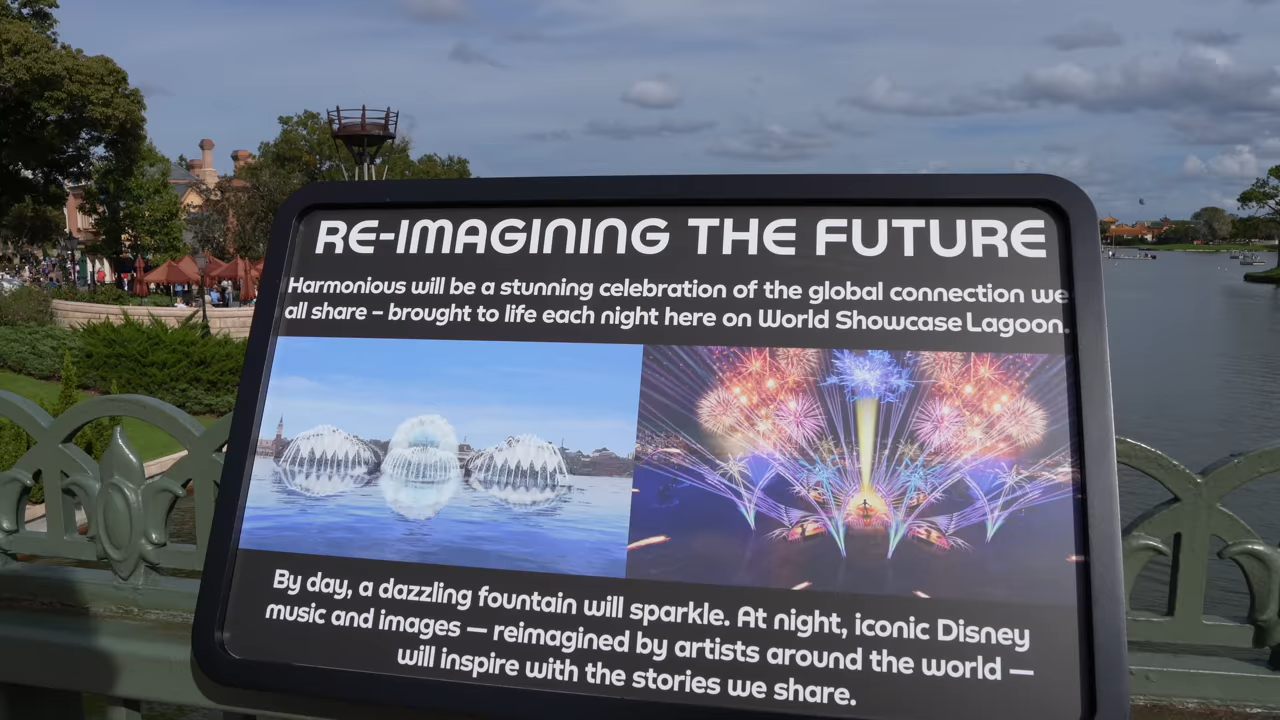 RE-IMAGINING THE FUTURE
Harmonious will be a stunning celebration of the global connection we
all share – brought to life each night here on World Showcase Lagoon.
By day, a dazzling fountain will sparkle. At night, iconic Disney
music and images — reimagined by artists around the world —
will inspire with the stories we share.